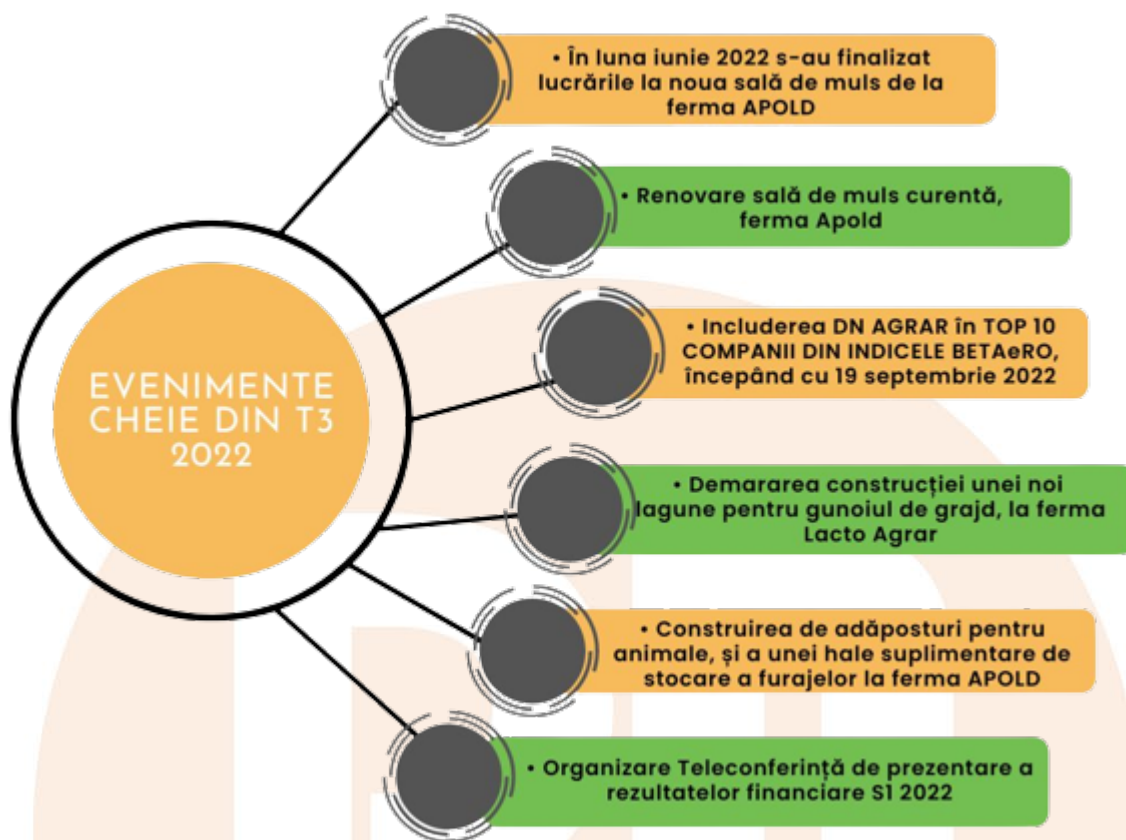 EVENIMENTE
CHEIE DIN T3
2022
• În luna iunie 2022 s-au finalizat
lucrările la noua sală de muls de la
ferma APOLD
• Renovare sală de muls curentă,
ferma Apold
• Includerea DN AGRAR în TOP 10
COMPANII DIN INDICELE BETAeRO,
începând cu 19 septembrie 2022
• Demararea construcției unei noi
lagune pentru gunoiul de grajd, la ferma
Lacto Agrar
• Construirea de adăposturi pentru
animale, și a unei hale suplimentare de
stocare a furajelor la ferma APOLD
• Organizare Teleconferință de prezentare a
rezultatelor financiare S1 2022